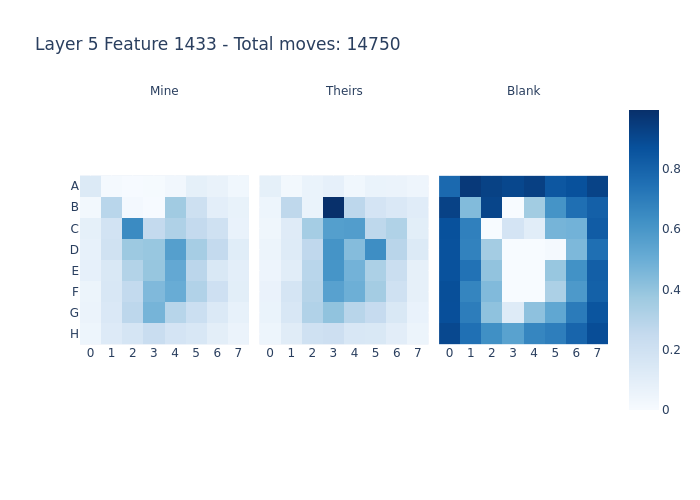 Layer 5 Feature 1433 - Total moves: 14750
Mine Theirs Blank
A
B
C
D
E
F
G
H
0 1 2 3 4 5 6 7 0 1 2 3 4 5 6 7 0 1 2 3 4 5 6 7
0.8
0.6
0.4
0.2
0